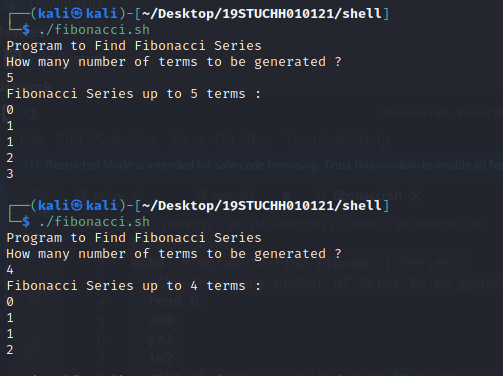 ┌──(kali㉿kali)-[~/Desktop/19STUCHH010121/shell]
└─$ ./fibonacci.sh
Program to Find Fibonacci Series
How many number of terms to be generated ?
5
Fibonacci Series up to 5 terms :
0
1
1
2
3
┌──(kali㉿kali)-[~/Desktop/19STUCHH010121/shell]
└─$ ./fibonacci.sh
Program to Find Fibonacci Series
How many number of terms to be generated ?
4
Fibonacci Series up to 4 terms :
0
1
1
2